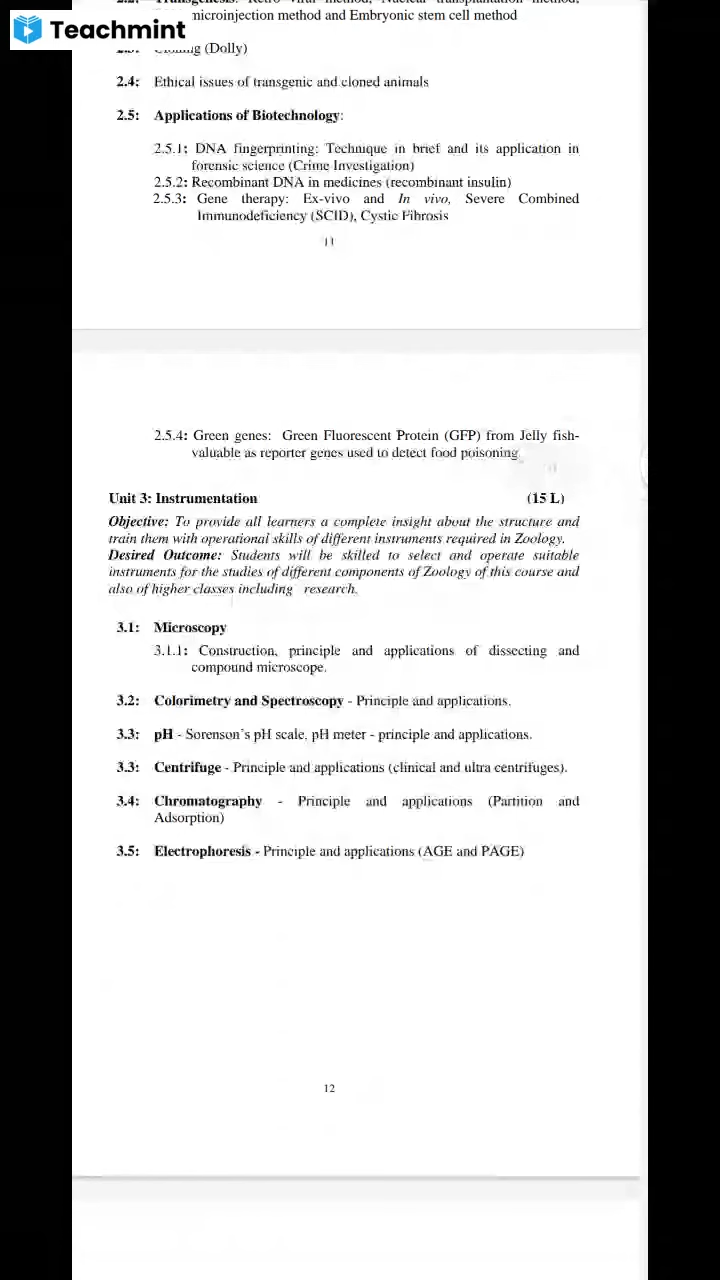 Teachmint
microinjection method and Embryonic stem cell method
(Dolly)
2.4: Ethical issues of transgenic and cloned animals
2.5: Applications of Biotechnology:
2.5.1: DNA fingerprinting: Technique in brief and its application in
forensic science (Crime Investigation)
2.5.2: Recombinant DNA in medicines (recombinant insulin)
2.5.3: Gene therapy: Ex-vivo and In vivo, Severe Combined
Immunodeficiency (SCID), Cystic Fibrosis
11
2.5.4: Green genes: Green Fluorescent Protein (GFP) from Jelly fish-
valuable as reporter genes used to detect food poisoning.
Unit 3: Instrumentation (15 L)
Objective: To provide all learners a complete insight about the structure and
train them with operational skills of different instruments required in Zoology.
Desired Outcome: Students will be skilled to select and operate suitable
instruments for the studies of different components of Zoology of this course and
also of higher classes including research.
3.1: Microscopy
3.1.1: Construction, principle and applications of dissecting and
compound microscope.
3.2: Colorimetry and Spectroscopy - Principle and applications.
3.3: pH - Sorenson's pH scale, pH meter - principle and applications.
3.3: Centrifuge - Principle and applications (clinical and ultra centrifuges).
3.4: Chromatography - Principle and applications (Partition and
Adsorption)
3.5: Electrophoresis - Principle and applications (AGE and PAGE)
12